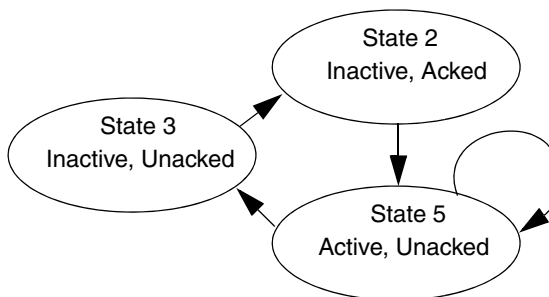 State 2
Inactive, Acked
State 3
Inactive, Unacked
State 5
Active, Unacked